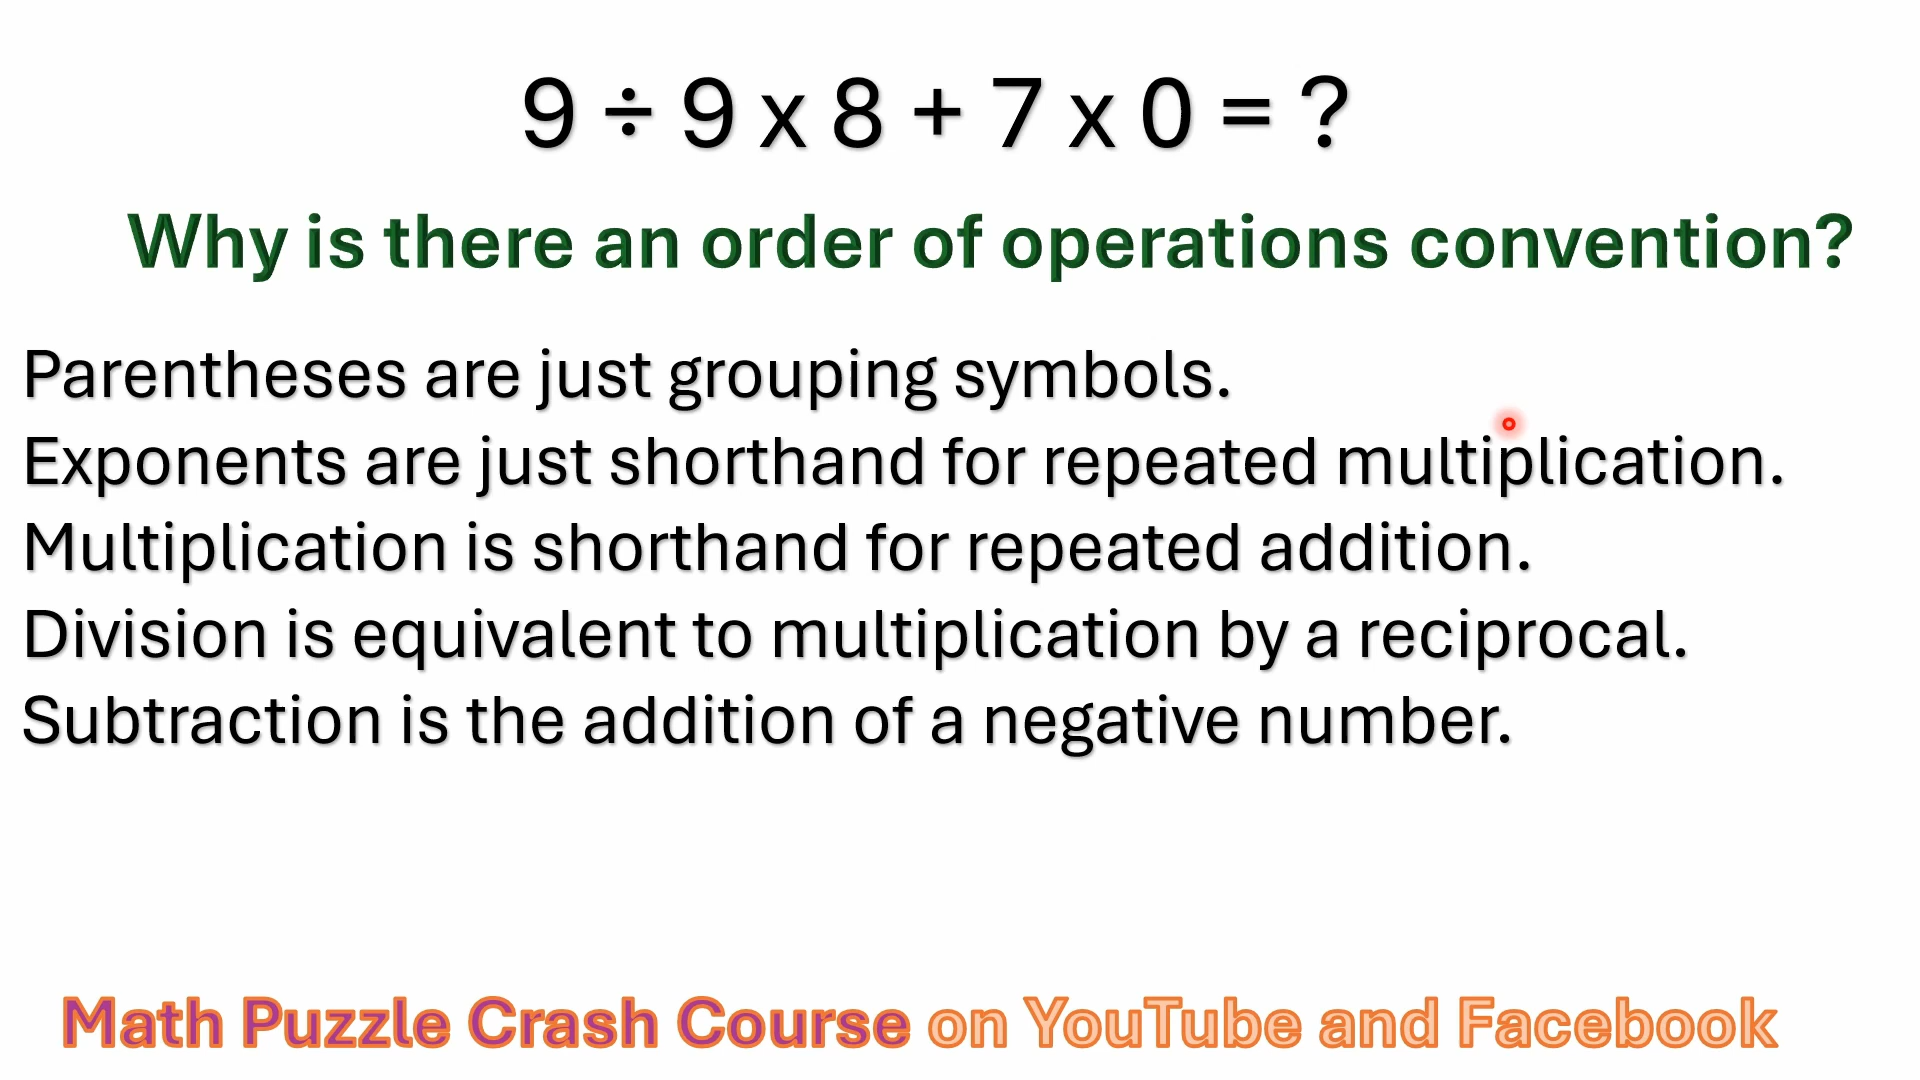 9 ÷ 9 x 8 + 7 x 0 = ?
Why is there an order of operations convention?
Parentheses are just grouping symbols.
Exponents are just shorthand for repeated multiplication.
Multiplication is shorthand for repeated addition.
Division is equivalent to multiplication by a reciprocal.
Subtraction is the addition of a negative number.
Math Puzzle Crash Course on YouTube and Facebook